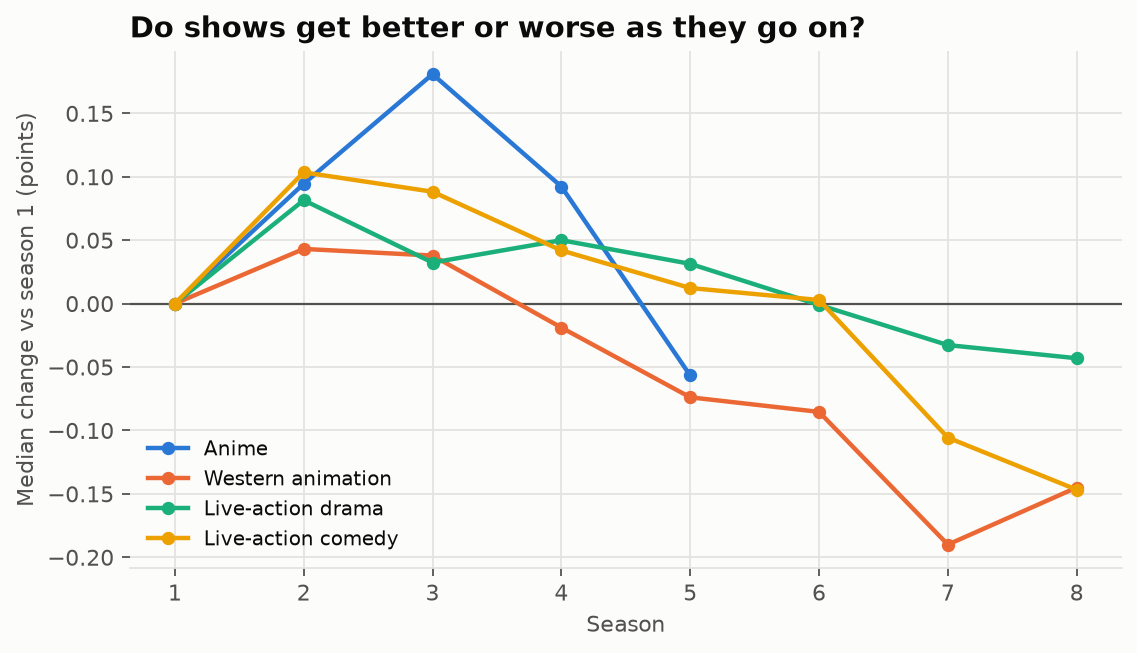 Do shows get better or worse as they go on?
Median change vs season 1 (points)
0.15
0.10
0.05
0.00
−0.05
−0.10
−0.15
−0.20
Anime
Western animation
Live-action drama
Live-action comedy
1 2 3 4 5 6 7 8
Season